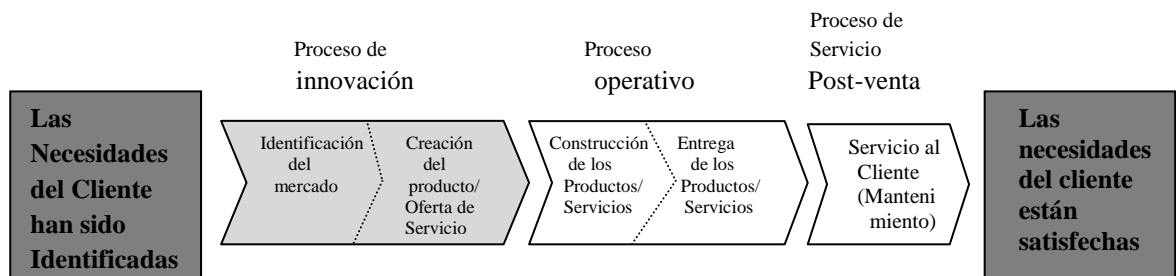 Proceso de
innovación
Proceso
operativo
Proceso de
Servicio
Post-venta
Las
Necesidades
del Cliente
han sido
Identificadas
Identificación
del
mercado
Creación
del
producto/
Oferta de
Servicio
Construcción
de los
Productos/
Servicios
Entrega
de los
Productos/
Servicios
Servicio al
Cliente
(Manteni
miento)
Las
necesidades
del cliente
están
satisfechas